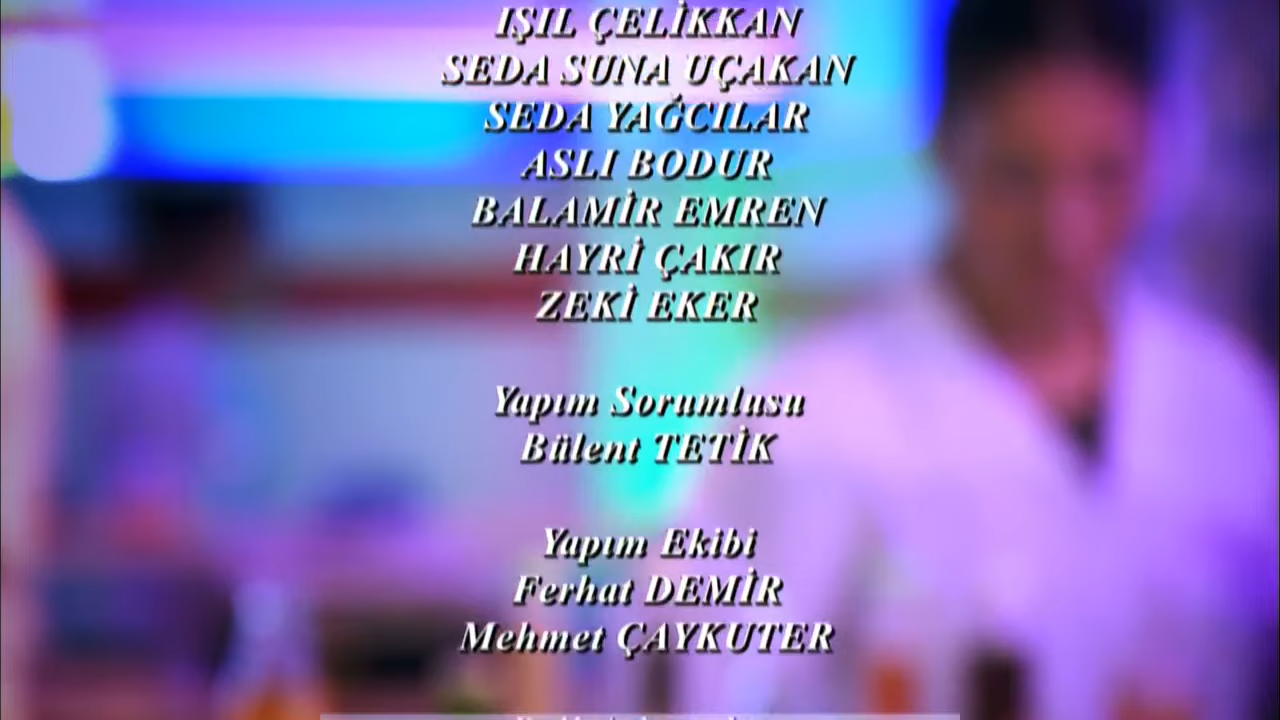 IŞIL ÇELİKKAN
SEDA SUNA UÇAKAN
SEDA YAĞCILAR
ASLI BODUR
BALAMİR EMREN
HAYRİ ÇAKIR
ZEKİ EKER
Yapım Sorumlusu
Bülent TETİK
Yapım Ekibi
Ferhat DEMİR
Mehmet ÇAYKUTER